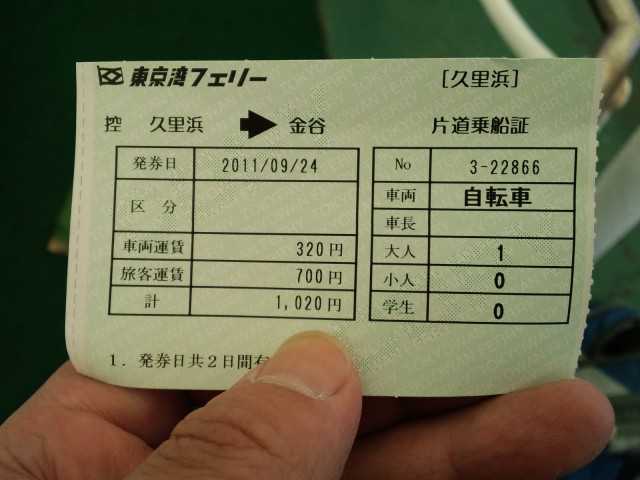 東京湾フェリー [久里浜]
控 久里浜 ➡ 金谷 片道乗船証
発券日 2011/09/24
区分
車両運賃 320円
旅客運賃 700円
計 1,020円
No 3-22866
車両 自転車
車長
大人 1
小人 0
学生 0
1.発券日共2日間有